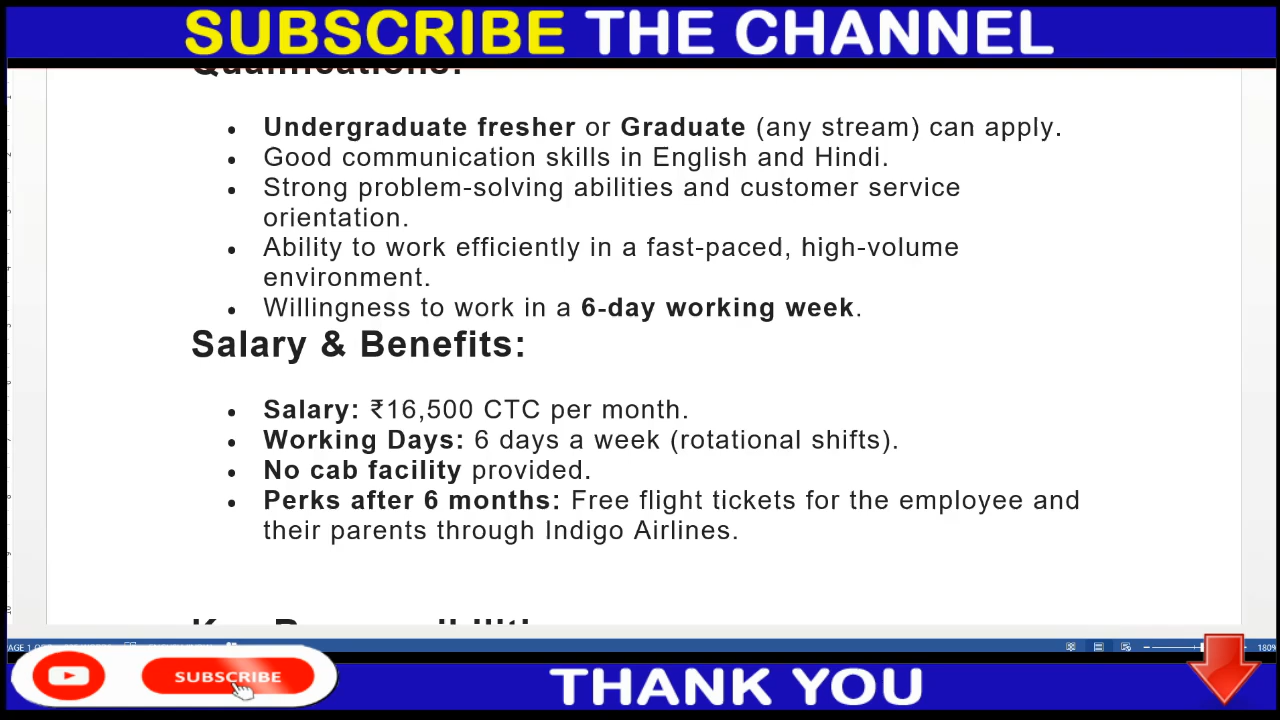 SUBSCRIBE THE CHANNEL
Qualifications:
• Undergraduate fresher or Graduate (any stream) can apply.
• Good communication skills in English and Hindi.
• Strong problem-solving abilities and customer service
orientation.
• Ability to work efficiently in a fast-paced, high-volume
environment.
• Willingness to work in a 6-day working week.
Salary & Benefits:
• Salary: ₹16,500 CTC per month.
• Working Days: 6 days a week (rotational shifts).
• No cab facility provided.
• Perks after 6 months: Free flight tickets for the employee and
their parents through Indigo Airlines.
180%
SUBSCRIBE
THANK YOU